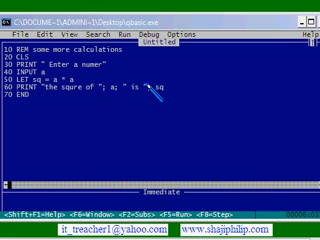 C:\DOCUME~1\ADMINI~1\Desktop\qbasic.exe
File Edit View Search Run Debug Options Help
Untitled
10 REM some more calculations
20 CLS
30 PRINT " Enter a numer"
40 INPUT a
50 LET sq = a * a
60 PRINT "the squre of "; a; " is "; sq
70 END
Immediate
<Shift+F1=Help> <F6=Window> <F2=Subs> <F5=Run> <F8=Step>
it_treacher1@yahoo.com www.shajiphilip.com